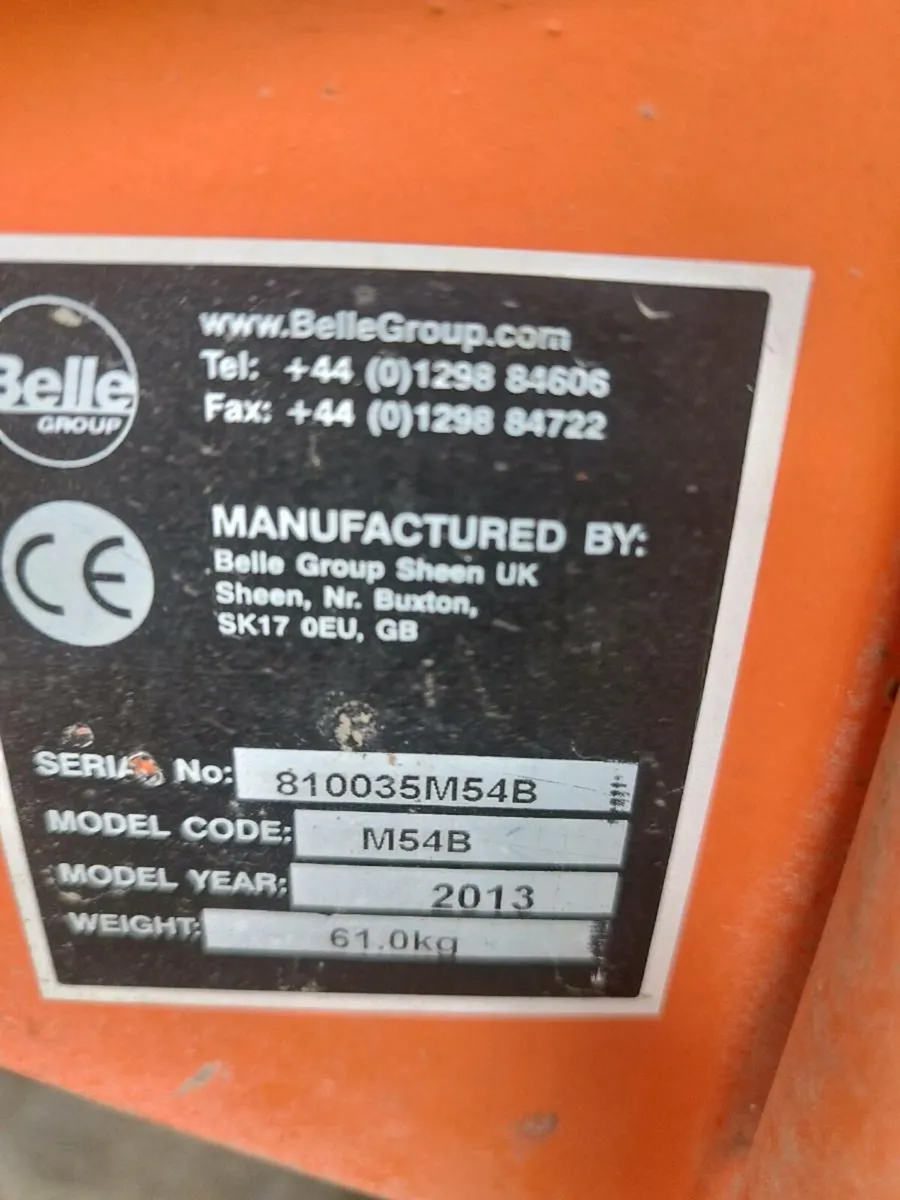 Belle
GROUP
www.BelleGroup.com
Tel: +44 (0)1298 84606
Fax: +44 (0)1298 84722
CE
MANUFACTURED BY:
Belle Group Sheen UK
Sheen, Nr. Buxton,
SK17 0EU, GB
SERIAL No: 810035M54B
MODEL CODE: M54B
MODEL YEAR: 2013
WEIGHT: 61.0kg